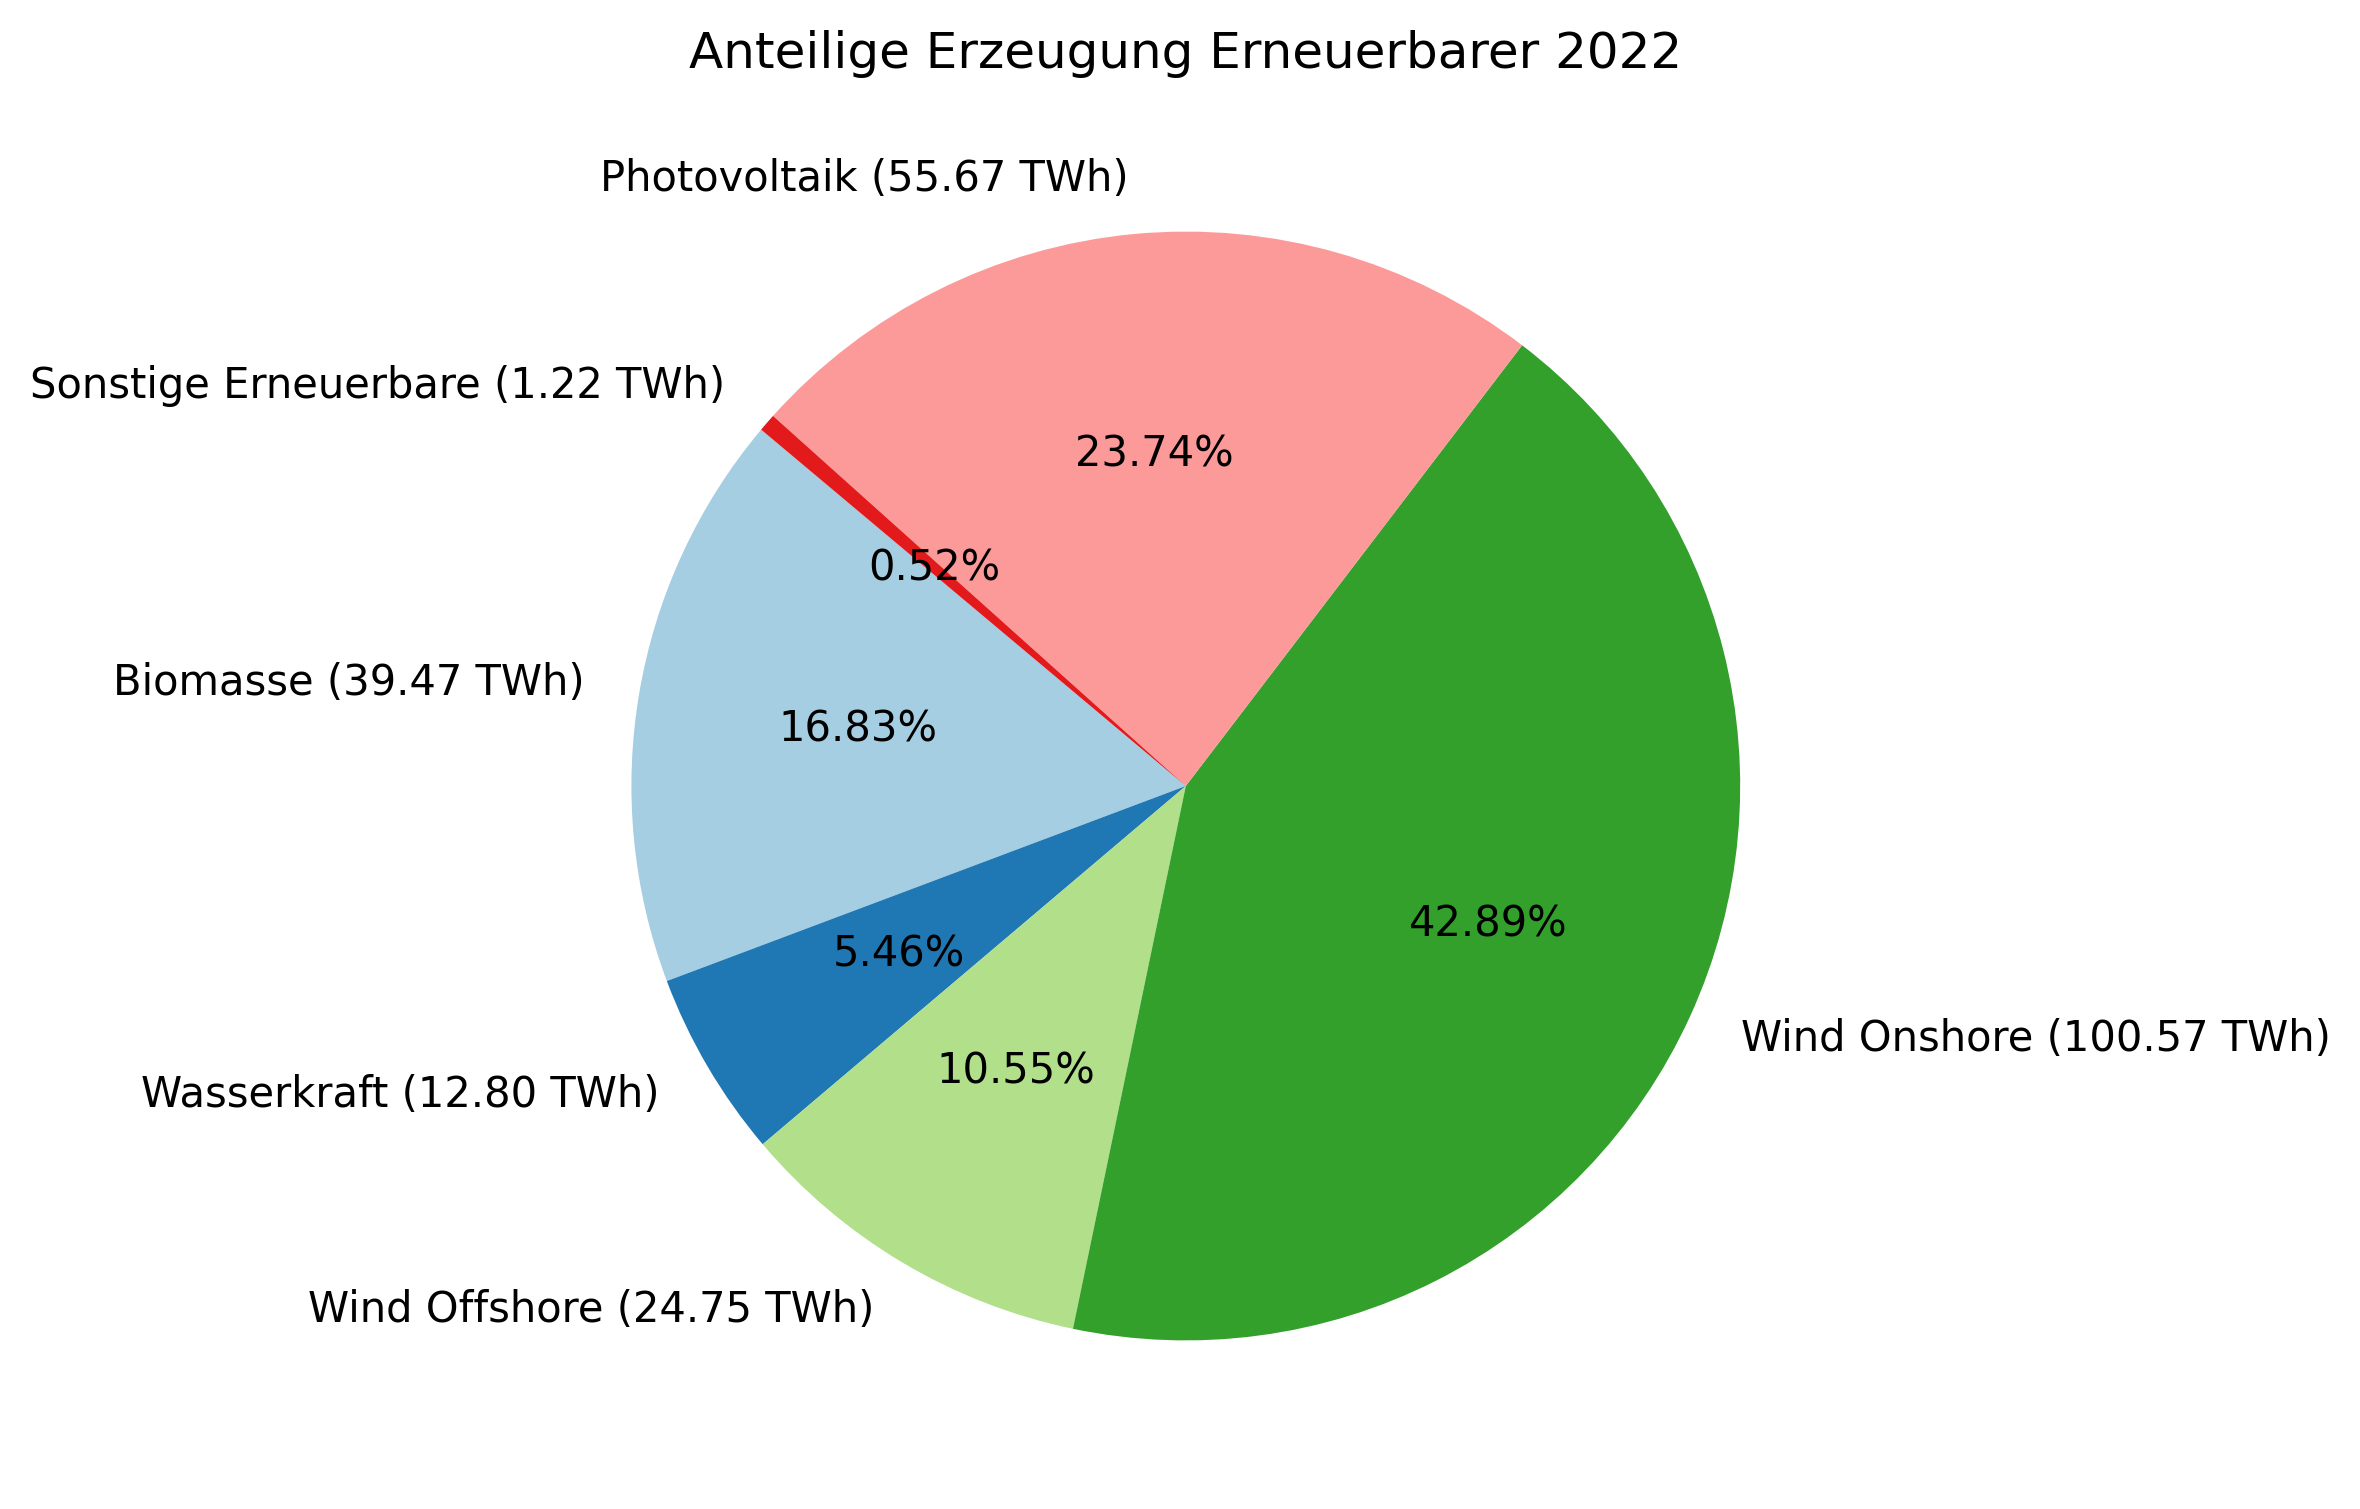 Anteilige Erzeugung Erneuerbarer 2022
Photovoltaik (55.67 TWh)
Sonstige Erneuerbare (1.22 TWh)
23.74%
0.52%
Biomasse (39.47 TWh)
16.83%
42.89%
5.46%
Wind Onshore (100.57 TWh)
10.55%
Wasserkraft (12.80 TWh)
Wind Offshore (24.75 TWh)